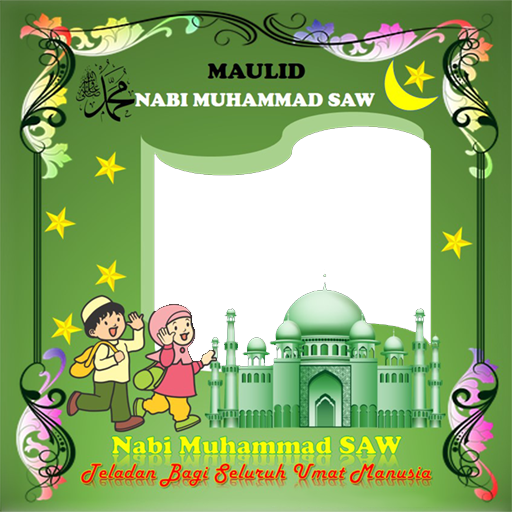 MAULID
محمد ﷺ
NABI MUHAMMAD SAW
Nabi Muhammad SAW
Teladan Bagi Seluruh Umat Manusia